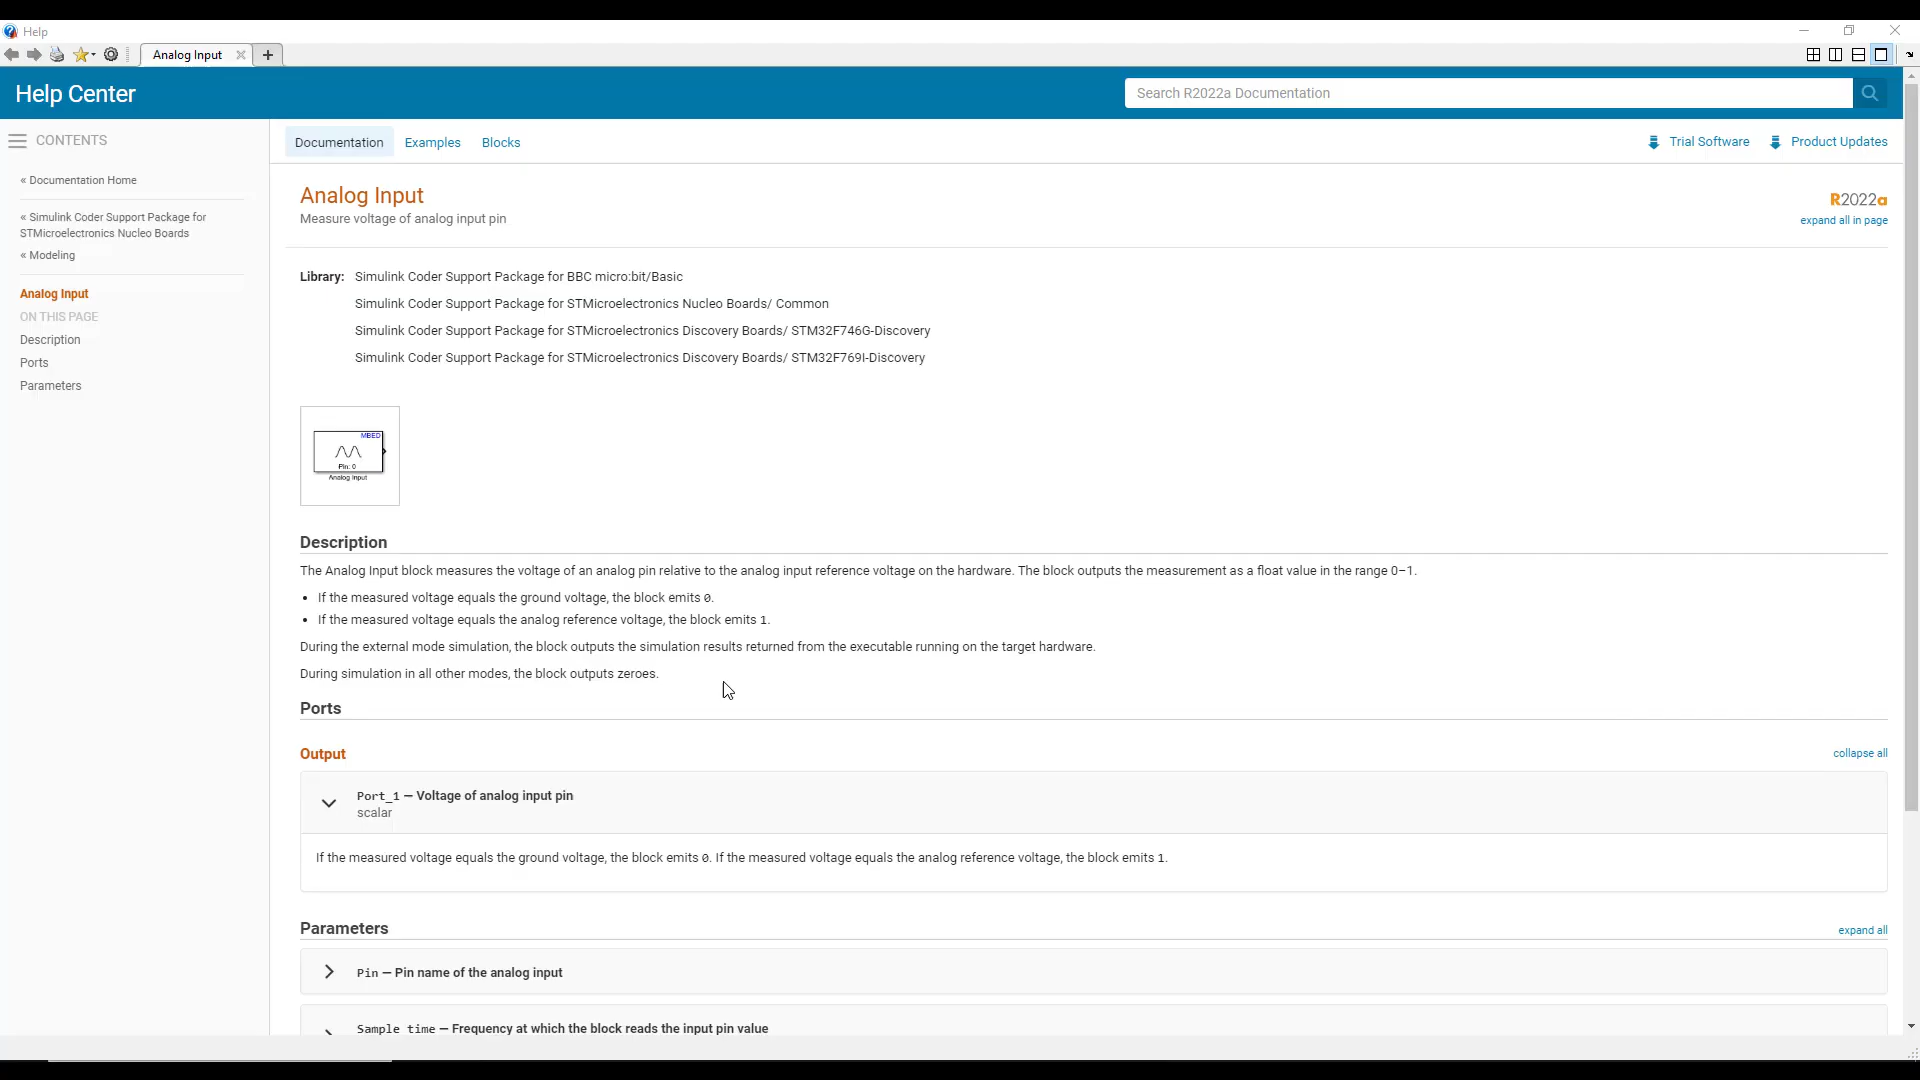 Help
Analog Input
Help Center
Search R2022a Documentation
CONTENTS
Documentation Examples Blocks
Trial Software Product Updates
« Documentation Home
« Simulink Coder Support Package for
STMicroelectronics Nucleo Boards
« Modeling
Analog Input
ON THIS PAGE
Description
Ports
Parameters
Analog Input
Measure voltage of analog input pin
R2022a
expand all in page
Library: Simulink Coder Support Package for BBC micro:bit/Basic
Simulink Coder Support Package for STMicroelectronics Nucleo Boards/ Common
Simulink Coder Support Package for STMicroelectronics Discovery Boards/ STM32F746G-Discovery
Simulink Coder Support Package for STMicroelectronics Discovery Boards/ STM32F769I-Discovery
MBED
Pin: 0
Analog Input
Description
The Analog Input block measures the voltage of an analog pin relative to the analog input reference voltage on the hardware. The block outputs the measurement as a float value in the range 0–1.
• If the measured voltage equals the ground voltage, the block emits 0.
• If the measured voltage equals the analog reference voltage, the block emits 1.
During the external mode simulation, the block outputs the simulation results returned from the executable running on the target hardware.
During simulation in all other modes, the block outputs zeroes.
Ports
Output
collapse all
Port_1 — Voltage of analog input pin
scalar
If the measured voltage equals the ground voltage, the block emits 0. If the measured voltage equals the analog reference voltage, the block emits 1.
Parameters
expand all
Pin — Pin name of the analog input
Sample time — Frequency at which the block reads the input pin value